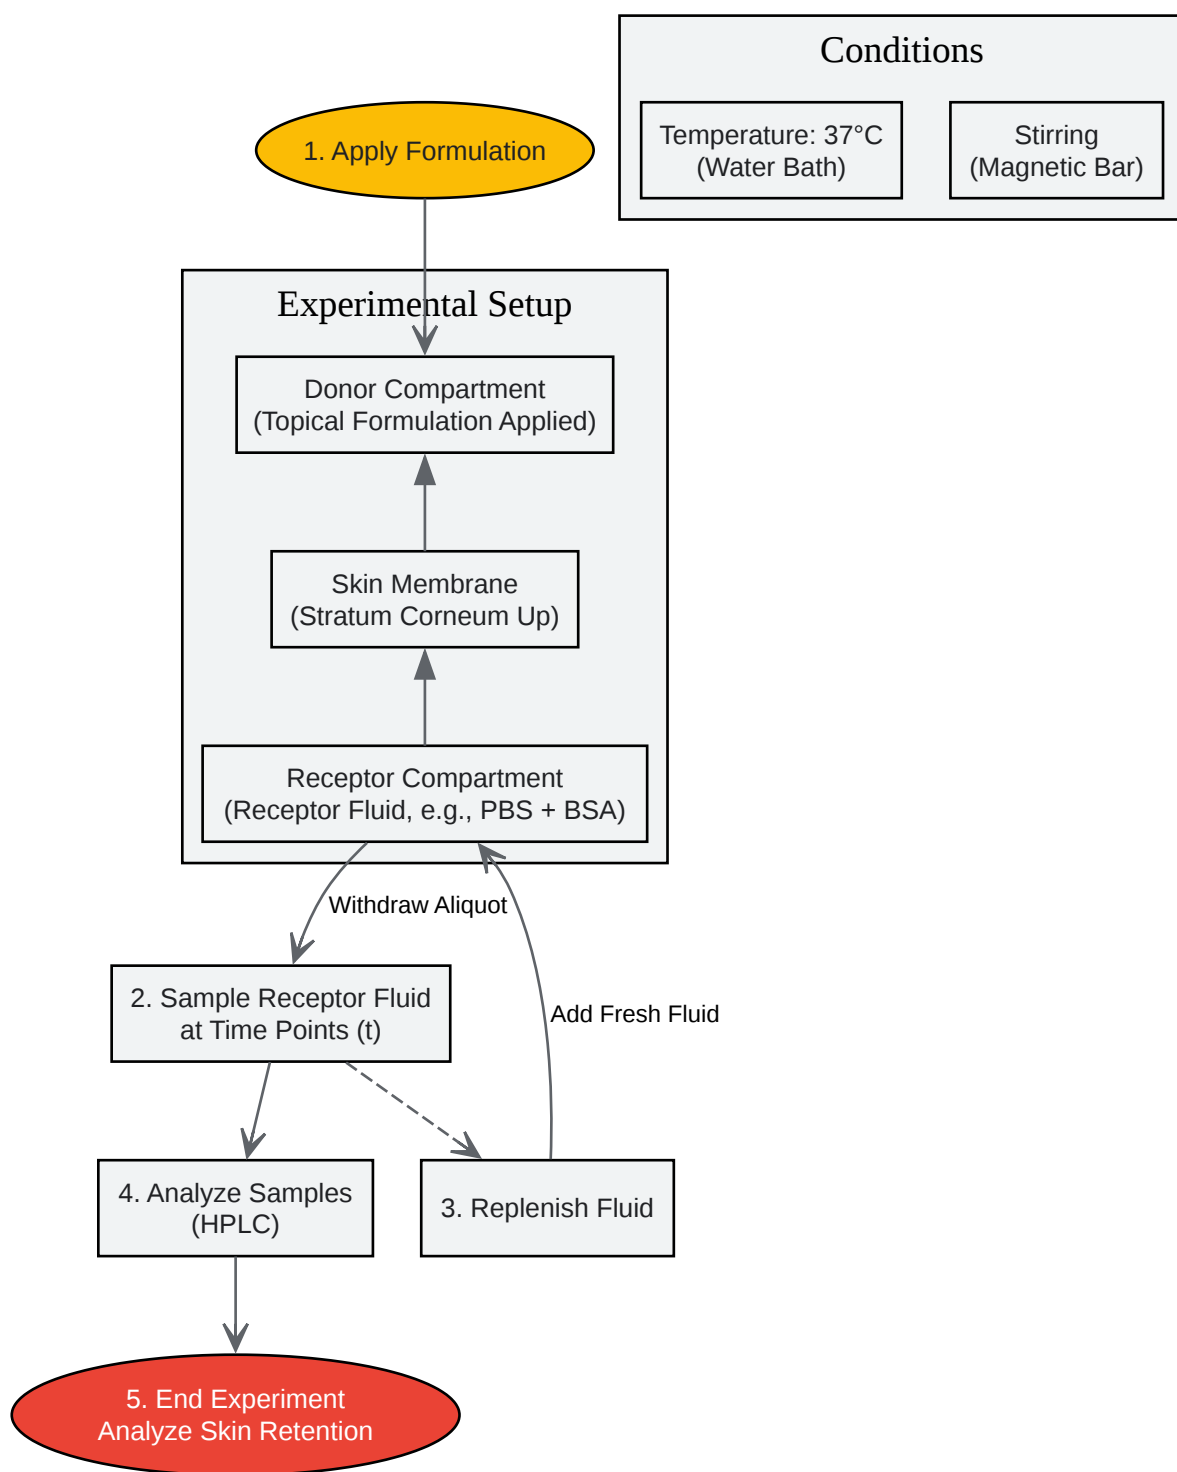 Conditions
Temperature: 37°C
(Water Bath)
Stirring
(Magnetic Bar)
1. Apply Formulation
Experimental Setup
Donor Compartment
(Topical Formulation Applied)
Skin Membrane
(Stratum Corneum Up)
Receptor Compartment
(Receptor Fluid, e.g., PBS + BSA)
Withdraw Aliquot
2. Sample Receptor Fluid
at Time Points (t)
Add Fresh Fluid
4. Analyze Samples
(HPLC)
3. Replenish Fluid
5. End Experiment
Analyze Skin Retention